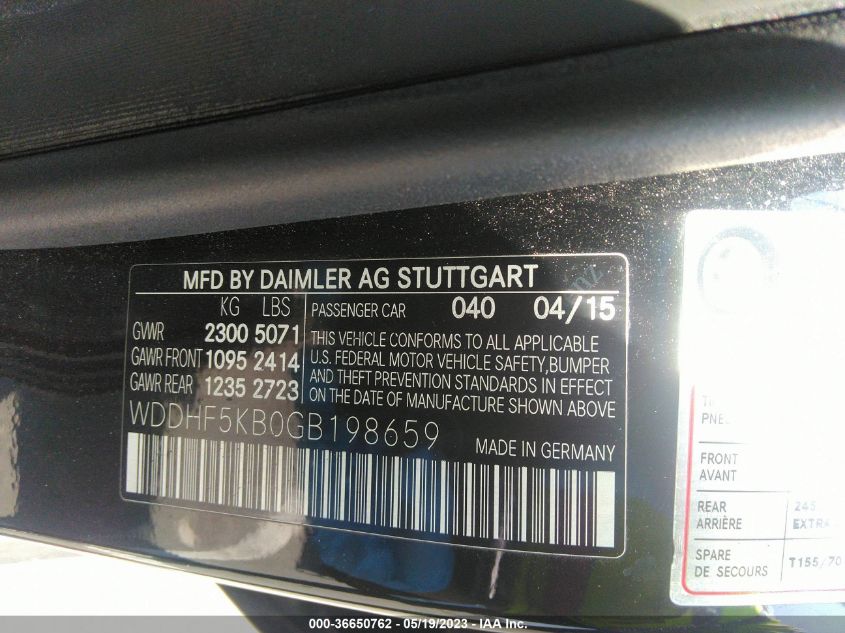 MFD BY DAIMLER AG STUTTGART
KG LBS
GVWR 2300 5071
GAWR FRONT 1095 2414
GAWR REAR 1235 2723
PASSENGER CAR 040 04/15
THIS VEHICLE CONFORMS TO ALL APPLICABLE
U.S. FEDERAL MOTOR VEHICLE SAFETY,BUMPER
AND THEFT PREVENTION STANDARDS IN EFFECT
ON THE DATE OF MANUFACTURE SHOWN ABOVE
WDDHF5KB0GB198659
MADE IN GERMANY
FRONT
AVANT
REAR
ARRIÈRE
245
EXTRA
SPARE
DE SECOURS
T155/70
000-36650762 - 05/19/2023 - IAA Inc.